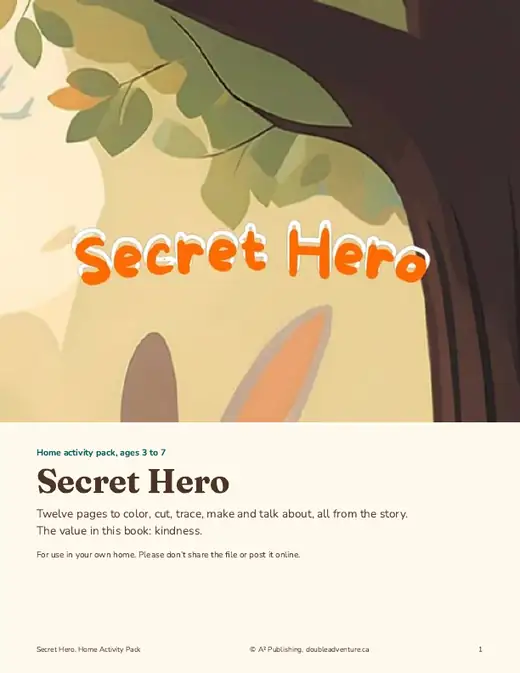 Secret Hero
Home activity pack, ages 3 to 7
Secret Hero
Twelve pages to color, cut, trace, make and talk about, all from the story.
The value in this book: kindness.
For use in your own home. Please don't share the file or post it online.
Secret Hero. Home Activity Pack
© A² Publishing, doubleadventure.ca
1